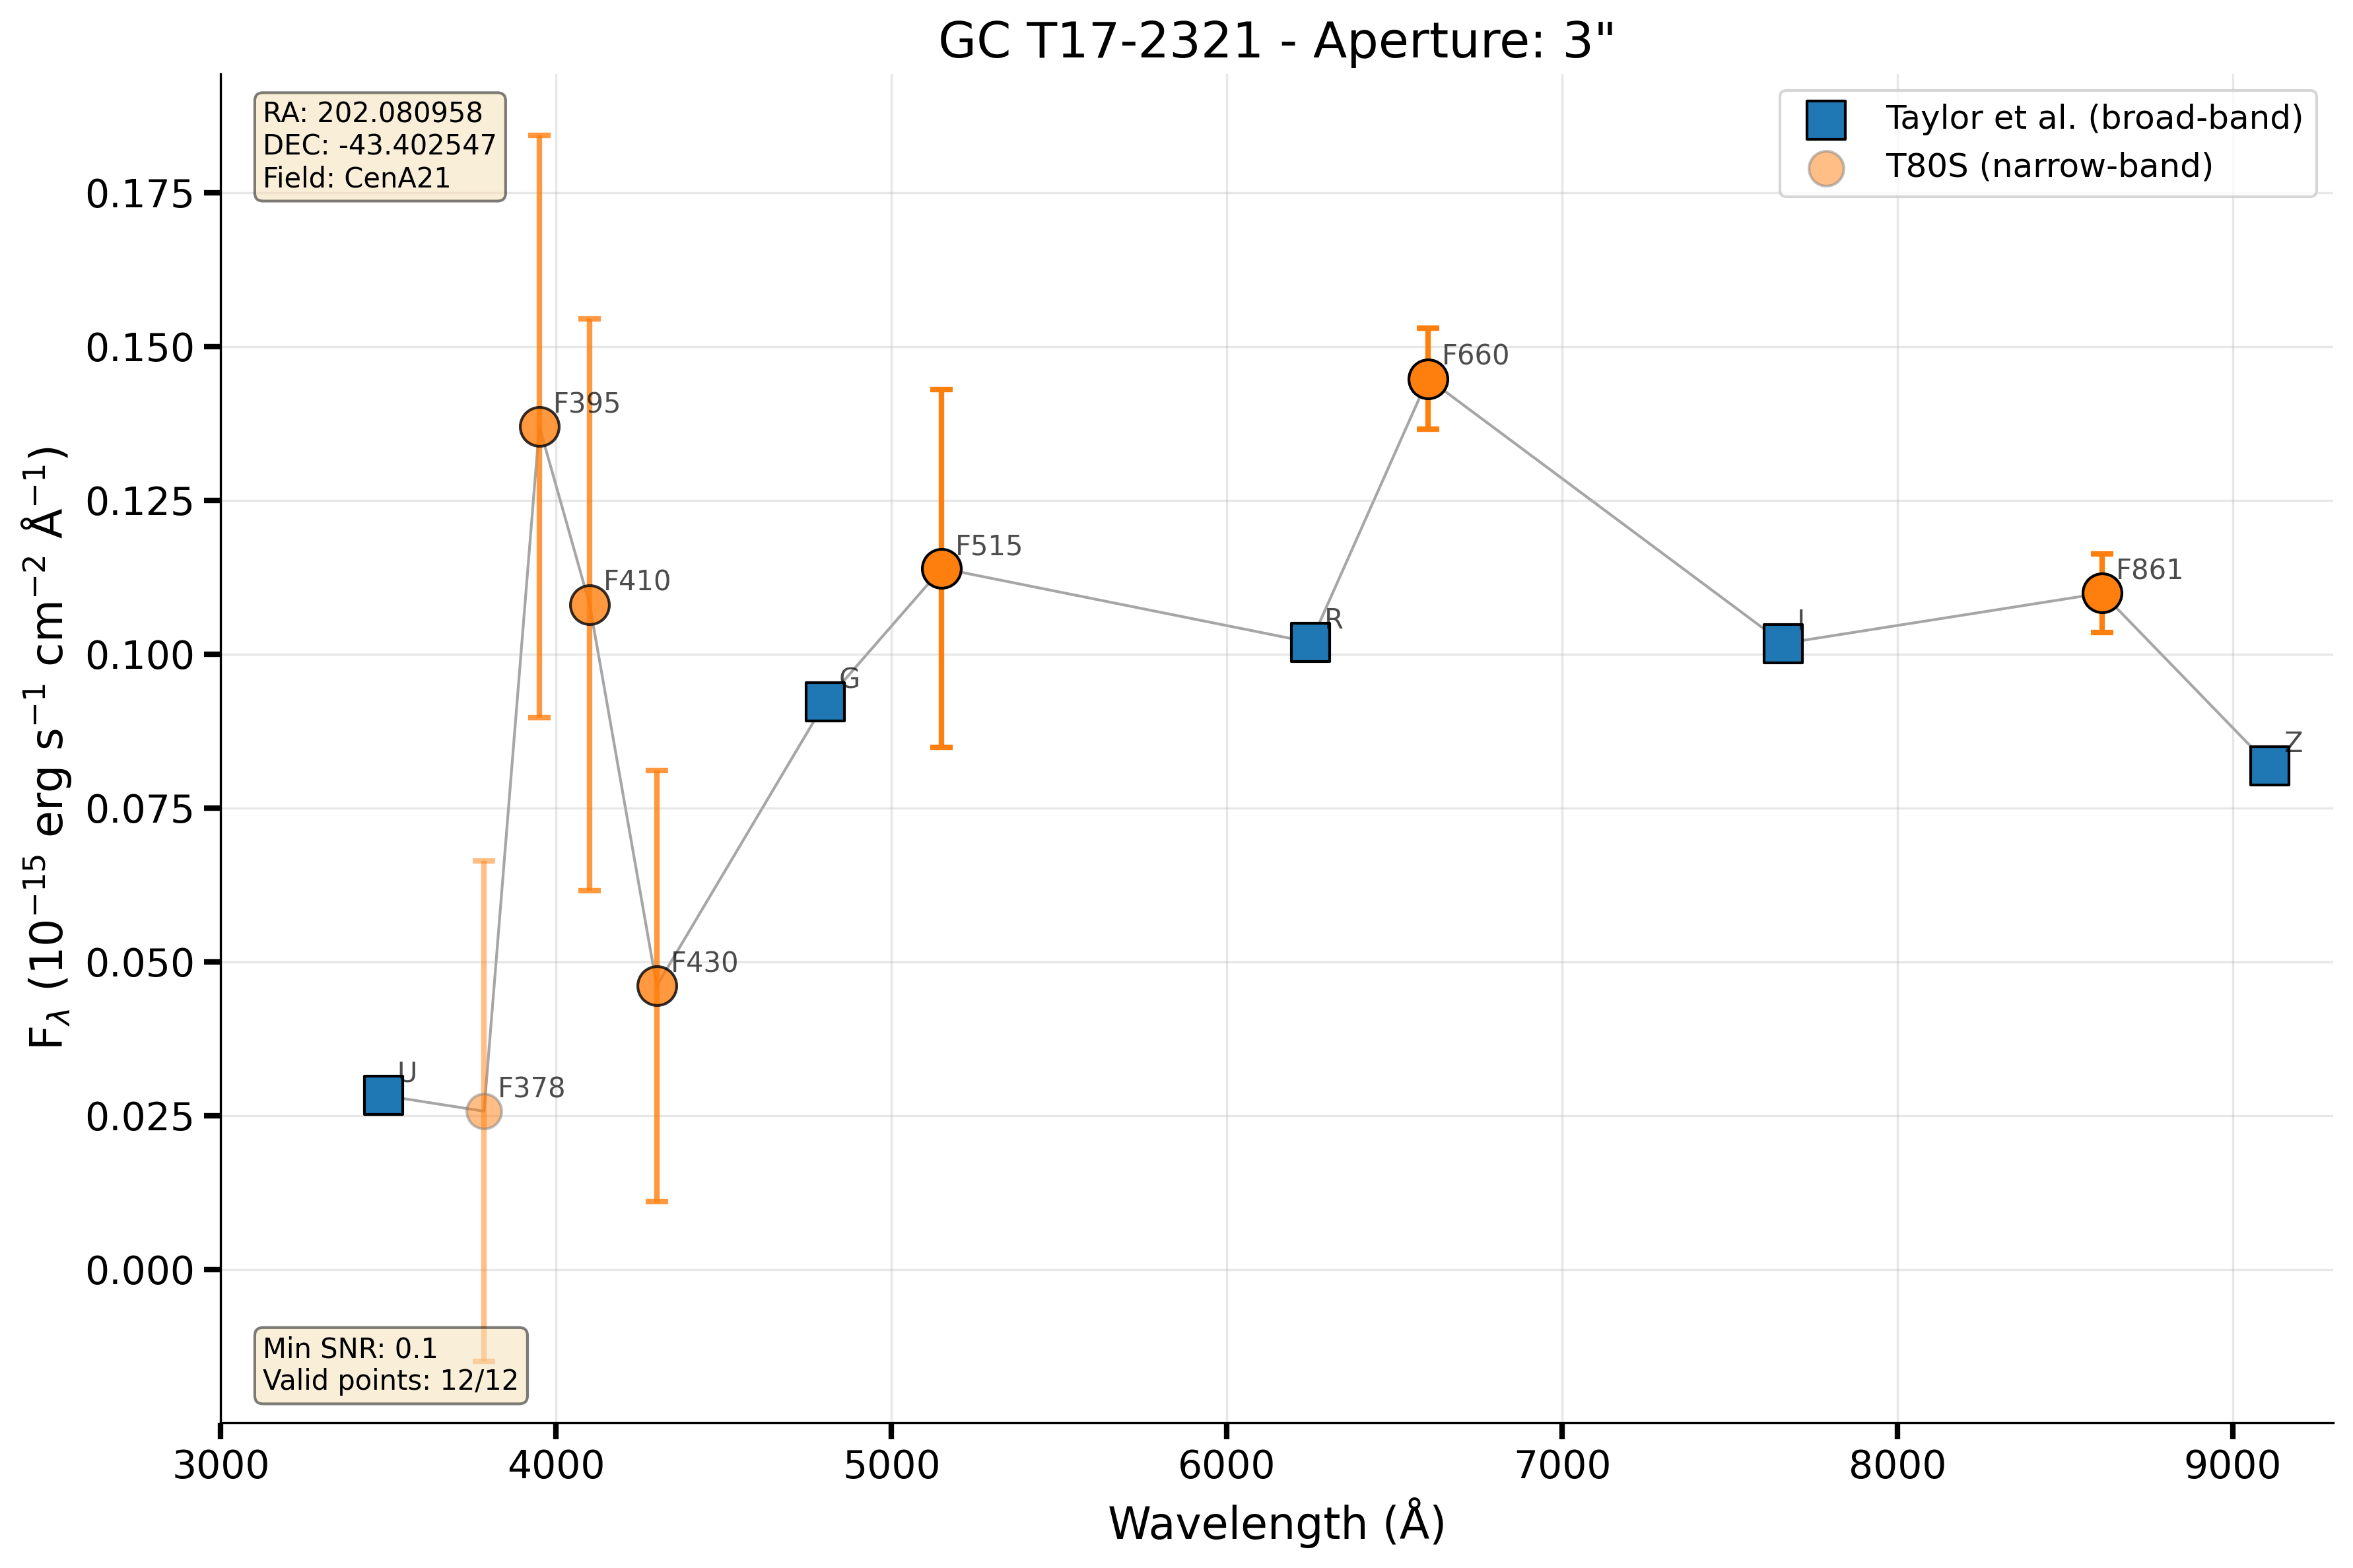 GC T17-2321 - Aperture: 3"
RA: 202.080958
DEC: -43.402547
Field: CenA21
Taylor et al. (broad-band)
T80S (narrow-band)
0.175
0.150
0.125
0.100
0.075
0.050
0.025
0.000
F_λ (10⁻¹⁵ erg s⁻¹ cm⁻² Å⁻¹)
U
F378
F395
F410
F430
G
F515
R
F660
I
F861
Z
Min SNR: 0.1
Valid points: 12/12
3000 4000 5000 6000 7000 8000 9000
Wavelength (Å)